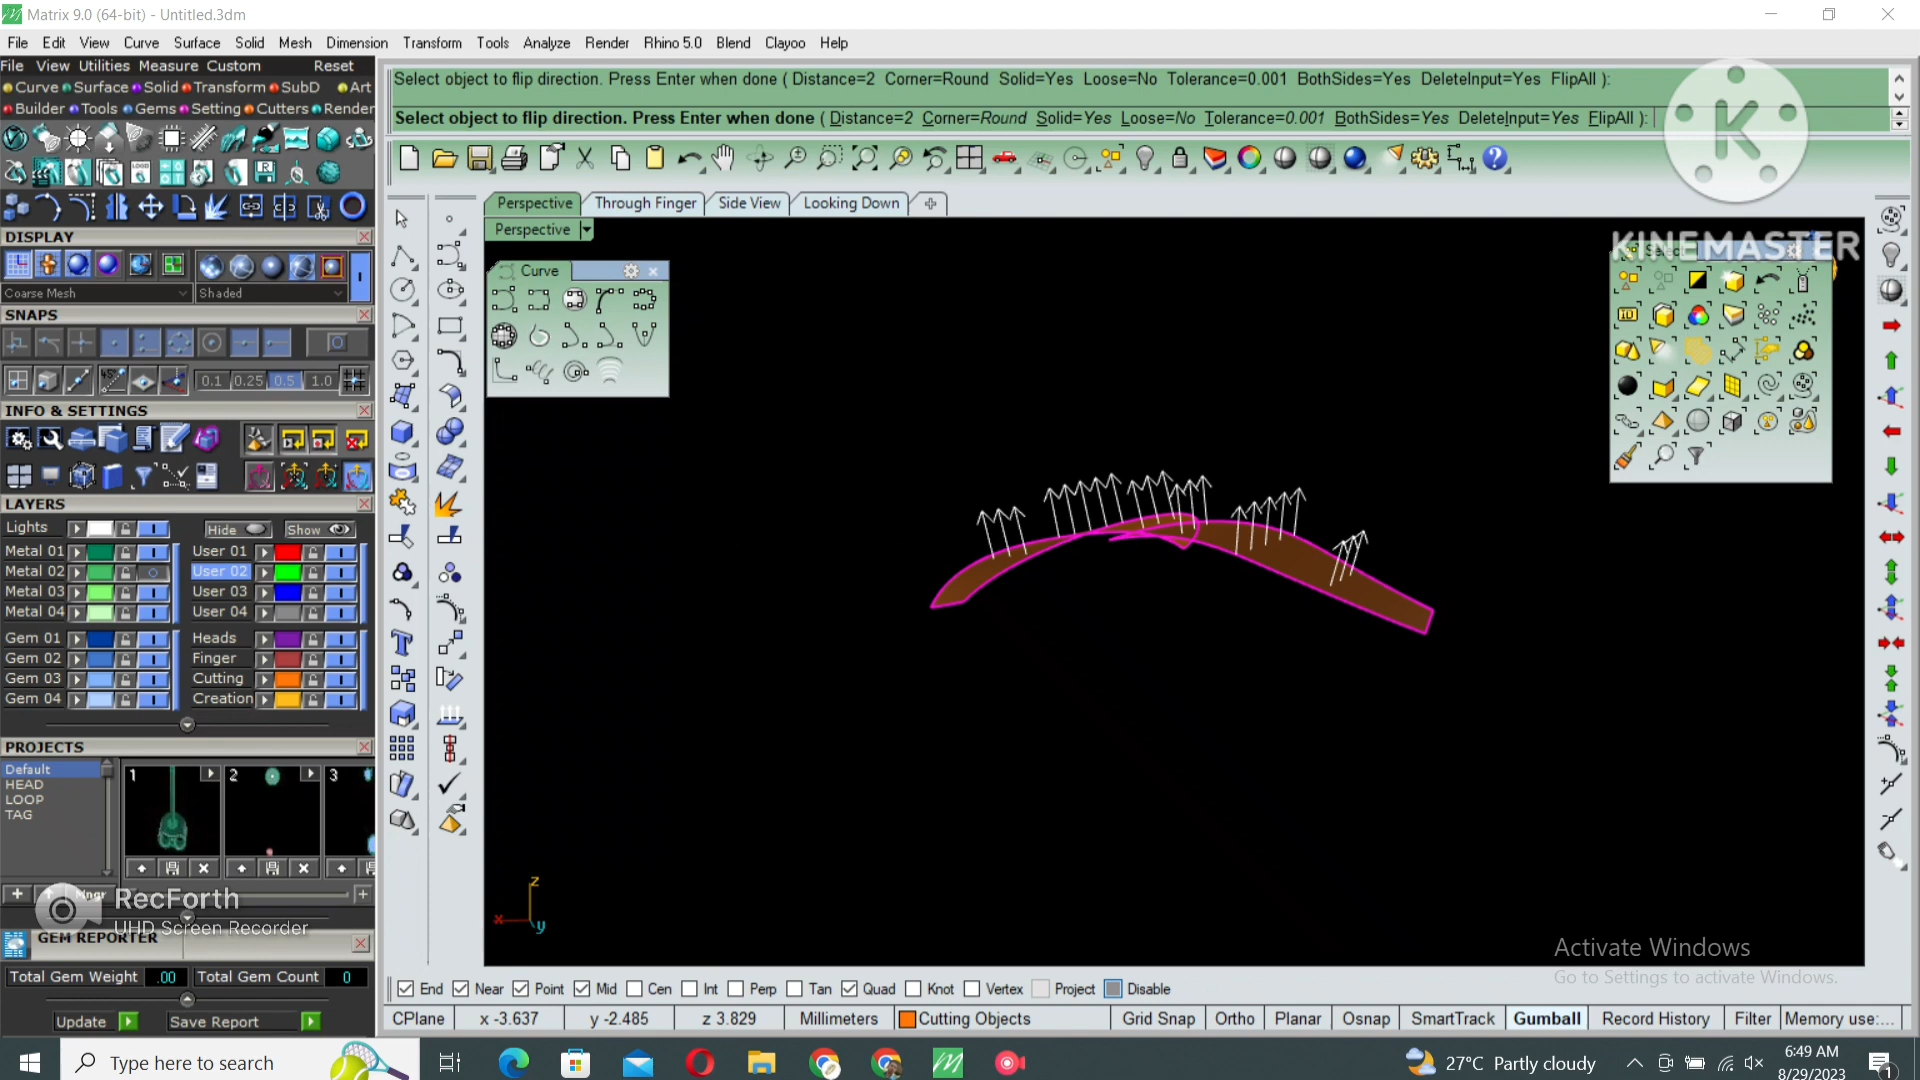 Matrix 9.0 (64-bit) - Untitled.3dm
File Edit View Curve Surface Solid Mesh Dimension Transform Tools Analyze Render Rhino 5.0 Blend Clayoo Help
File View Utilities Measure Custom Reset
Curve Surface Solid Transform SubD Art
Builder Tools Gems Setting Cutters Render
Select object to flip direction. Press Enter when done ( Distance=2 Corner=Round Solid=Yes Loose=No Tolerance=0.001 BothSides=Yes DeleteInput=Yes FlipAll ):
Select object to flip direction. Press Enter when done ( Distance=2 Corner=Round Solid=Yes Loose=No Tolerance=0.001 BothSides=Yes DeleteInput=Yes FlipAll ):
K
KINEMASTER
Perspective Through Finger Side View Looking Down
Perspective
Curve
DISPLAY
Coarse Mesh Shaded
SNAPS
0.1 0.25 0.5 1.0
INFO & SETTINGS
LAYERS
Lights Hide Show
Metal 01 User 01
Metal 02 User 02
Metal 03 User 03
Metal 04 User 04
Gem 01 Heads
Gem 02 Finger
Gem 03 Cutting
Gem 04 Creation
PROJECTS
Default
HEAD
LOOP
TAG
1 2 3
Mngr
RecForth
UHD Screen Recorder
GEM REPORTER
Total Gem Weight .00 Total Gem Count 0
Update Save Report
z
x
y
Activate Windows
Go to Settings to activate Windows.
End Near Point Mid Cen Int Perp Tan Quad Knot Vertex Project Disable
CPlane x -3.637 y -2.485 z 3.829 Millimeters Cutting Objects Grid Snap Ortho Planar Osnap SmartTrack Gumball Record History Filter Memory use:...
Type here to search
27°C Partly cloudy
6:49 AM
8/29/2023
1